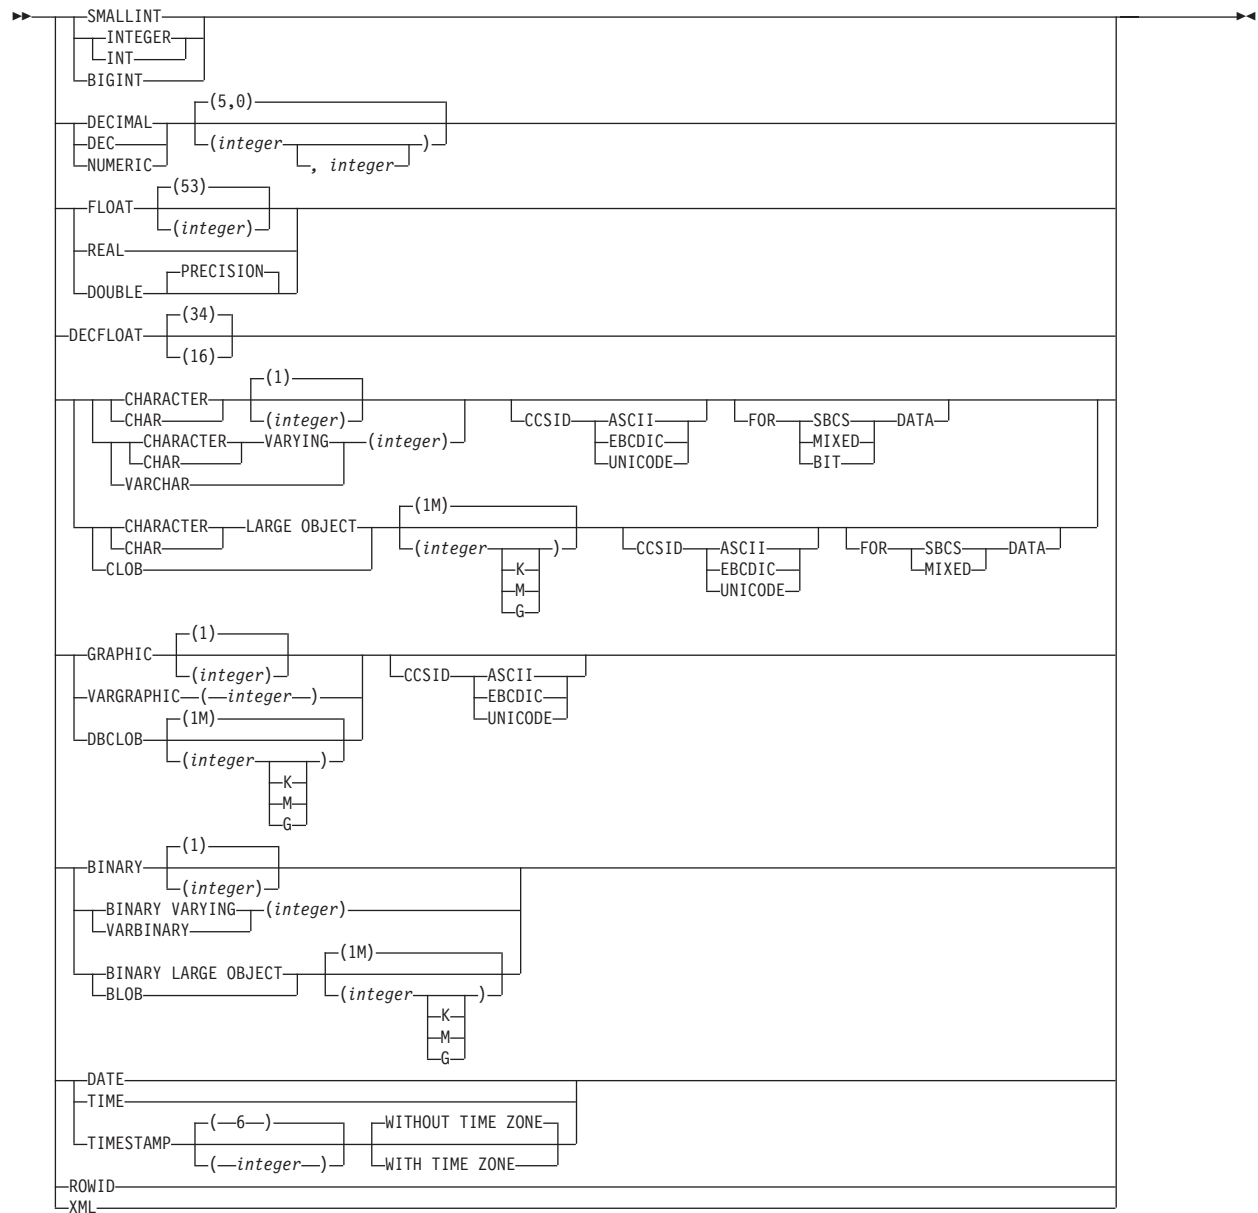 SMALLINT
INTEGER
INT
BIGINT
(5,0)
DECIMAL (integer )
DEC , integer
NUMERIC
(53)
FLOAT
(integer)
REAL
PRECISION
DOUBLE
(34)
DECFLOAT
(16)
(1)
CHARACTER
CHAR (integer) CCSID ASCII FOR SBCS DATA
CHARACTER VARYING (integer) EBCDIC MIXED
CHAR UNICODE BIT
VARCHAR
(1M)
CHARACTER LARGE OBJECT
CHAR (integer ) CCSID ASCII FOR SBCS DATA
CLOB K EBCDIC MIXED
M UNICODE
G
(1)
GRAPHIC
(integer) CCSID ASCII
VARGRAPHIC ( integer ) EBCDIC
(1M) UNICODE
DBCLOB
(integer )
K
M
G
(1)
BINARY
(integer)
BINARY VARYING (integer)
VARBINARY
(1M)
BINARY LARGE OBJECT
BLOB (integer )
K
M
G
DATE
TIME
( 6 ) WITHOUT TIME ZONE
TIMESTAMP
( integer ) WITH TIME ZONE
ROWID
XML